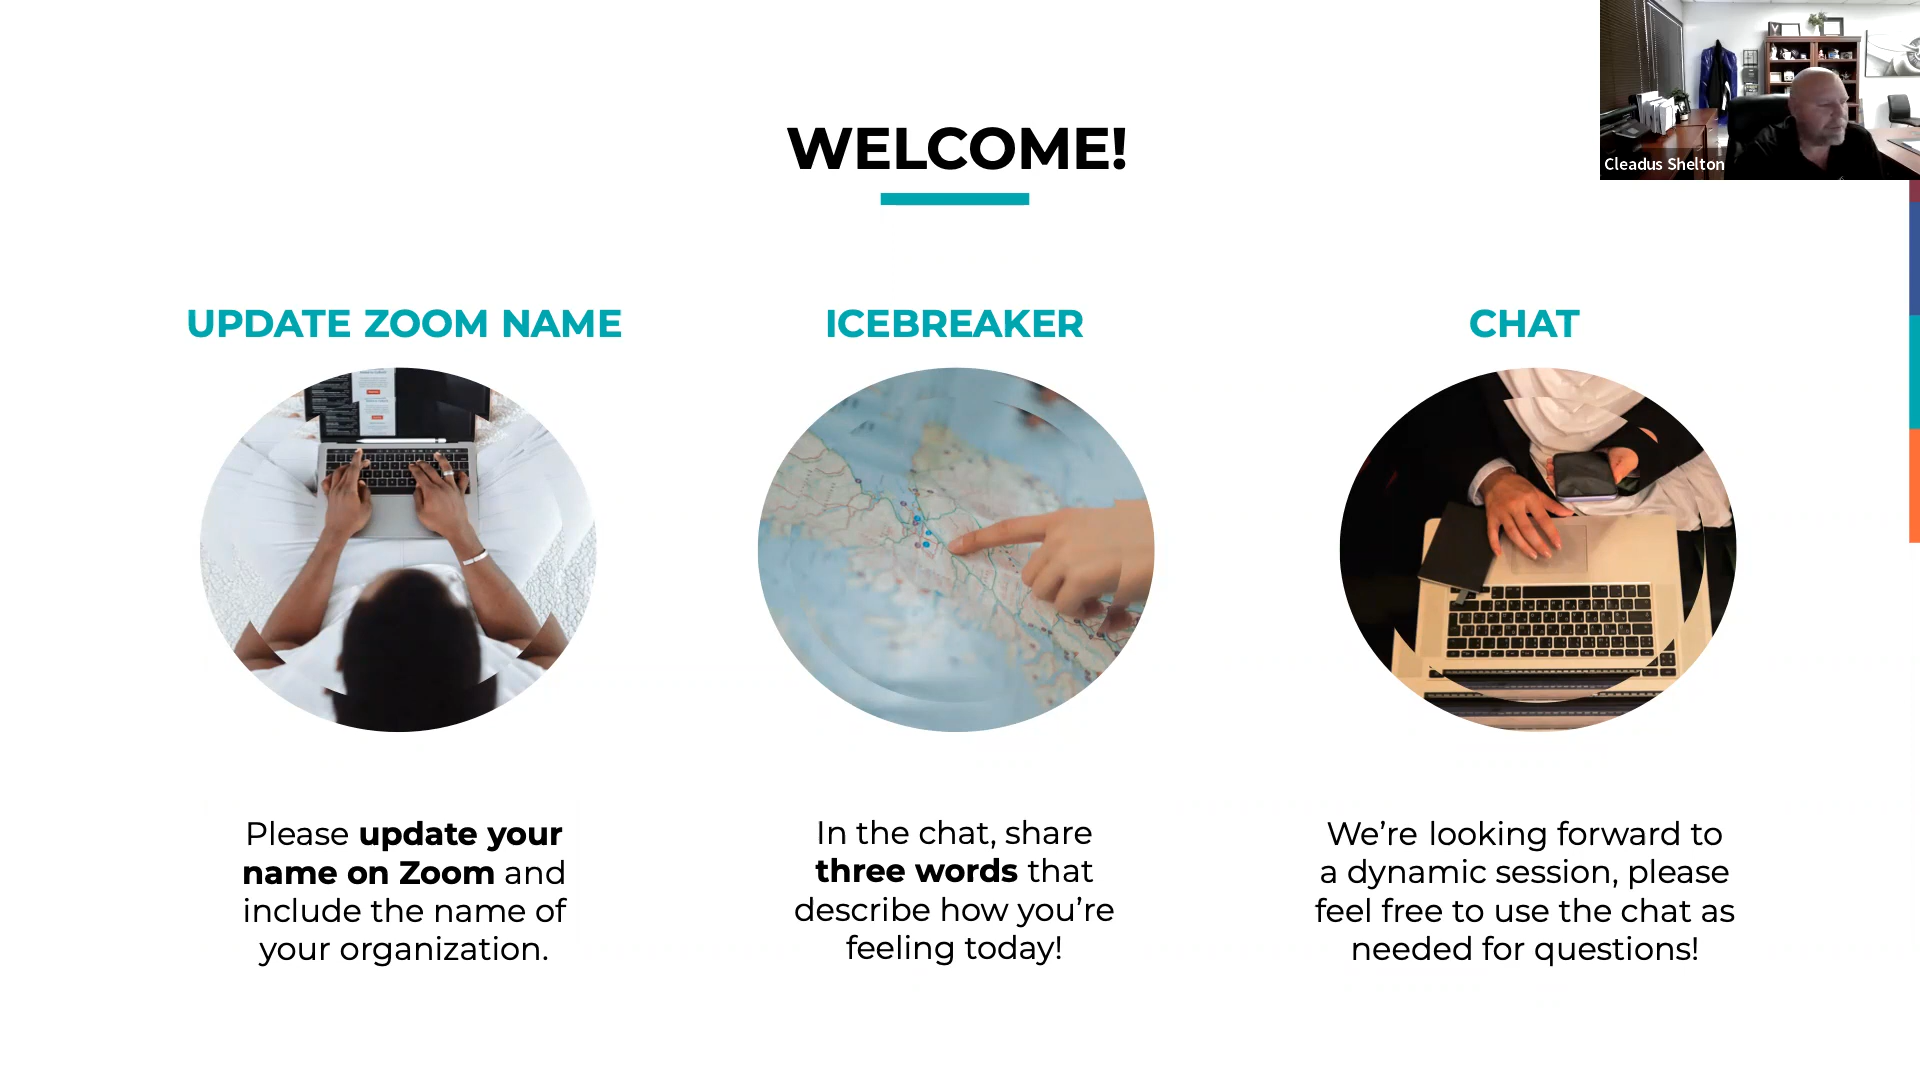 WELCOME!
Cleadus Shelton
UPDATE ZOOM NAME
ICEBREAKER
CHAT
Please update your
name on Zoom and
include the name of
your organization.
In the chat, share
three words that
describe how you’re
feeling today!
We’re looking forward to
a dynamic session, please
feel free to use the chat as
needed for questions!